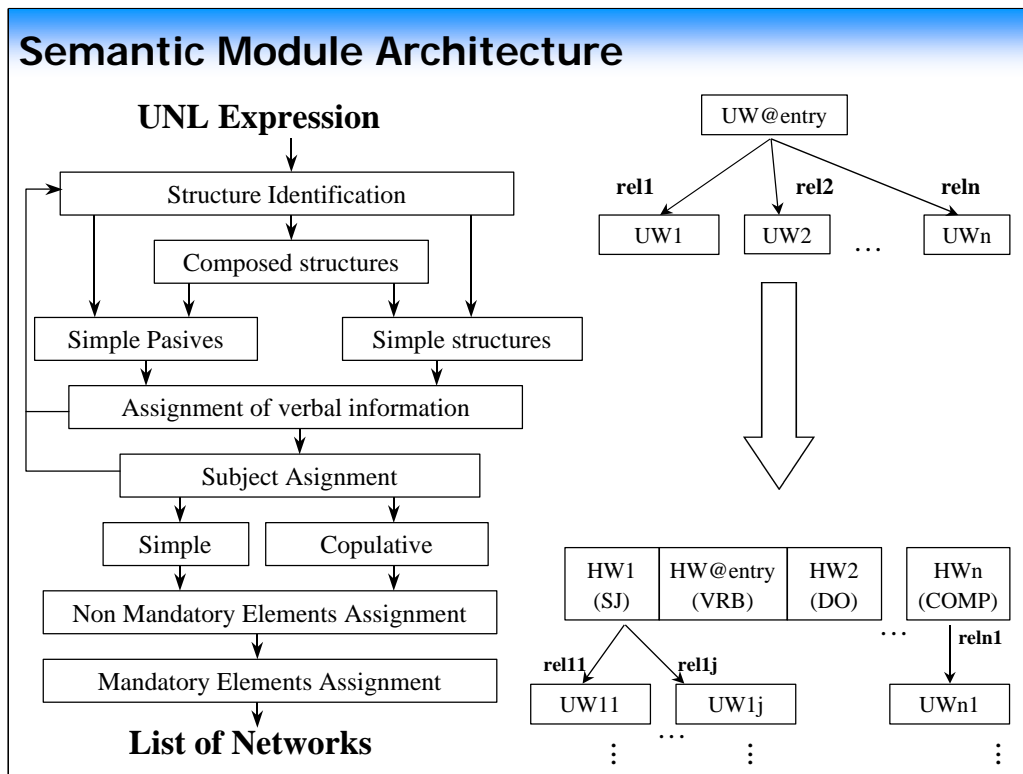 Semantic Module Architecture
UNL Expression
Structure Identification
Composed structures
Simple Pasives
Simple structures
Assignment of verbal information
Subject Asignment
Simple
Copulative
Non Mandatory Elements Assignment
Mandatory Elements Assignment
List of Networks
UW@entry
rel1
rel2
reln
UW1
UW2
...
UWn
HW1
(SJ)
HW@entry
(VRB)
HW2
(DO)
...
HWn
(COMP)
rel11
rel1j
reln1
UW11
...
UW1j
UWn1
⋮
⋮
⋮